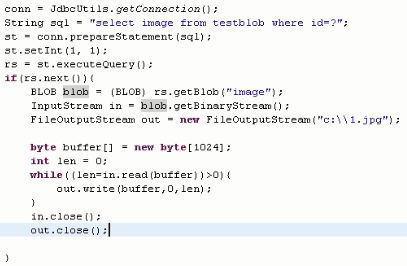 conn = JdbcUtils.getConnection();
String sql = "select image from testblob where id=?";
st = conn.prepareStatement(sql);
st.setInt(1, 1);
rs = st.executeQuery();
if(rs.next()){
    BLOB blob = (BLOB) rs.getBlob("image");
    InputStream in = blob.getBinaryStream();
    FileOutputStream out = new FileOutputStream("c:\\1.jpg");
    byte buffer[] = new byte[1024];
    int len = 0;
    while((len=in.read(buffer))>0){
        out.write(buffer,0,len);
    }
    in.close();
    out.close();
}